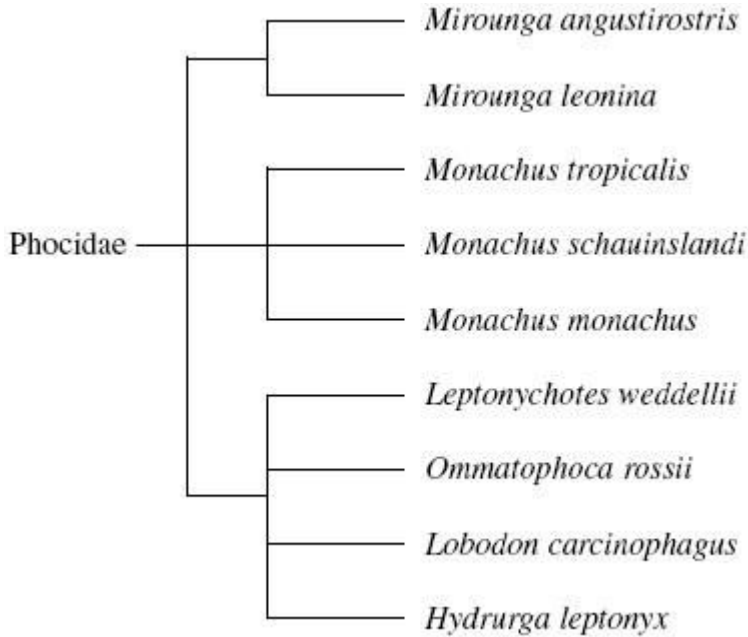 Mirounga angustirostris
Mirounga leonina
Monachus tropicalis
Phocidae
Monachus schauinslandi
Monachus monachus
Leptonychotes weddellii
Ommatophoca rossii
Lobodon carcinophagus
Hydrurga leptonyx